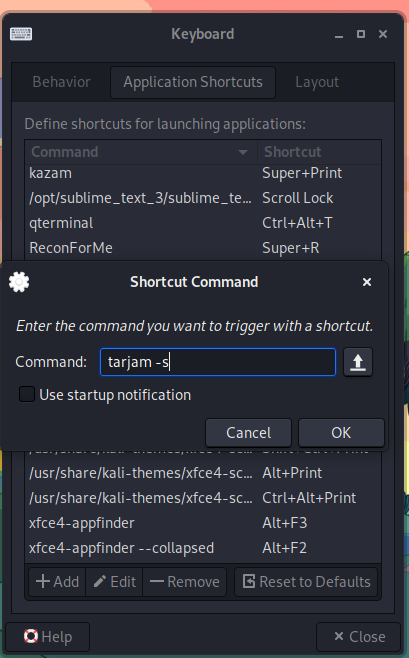 Keyboard
Behavior Application Shortcuts Layout
Define shortcuts for launching applications:
Command Shortcut
kazam Super+Print
/opt/sublime_text_3/sublime_te... Scroll Lock
qterminal Ctrl+Alt+T
ReconForMe Super+R
Shortcut Command
Enter the command you want to trigger with a shortcut.
Command: tarjam -s
Use startup notification
Cancel OK
/usr/share/kali-themes/xfce4-sc... Alt+Print
/usr/share/kali-themes/xfce4-sc... Ctrl+Alt+Print
xfce4-appfinder Alt+F3
xfce4-appfinder --collapsed Alt+F2
Add Edit Remove Reset to Defaults
Help Close